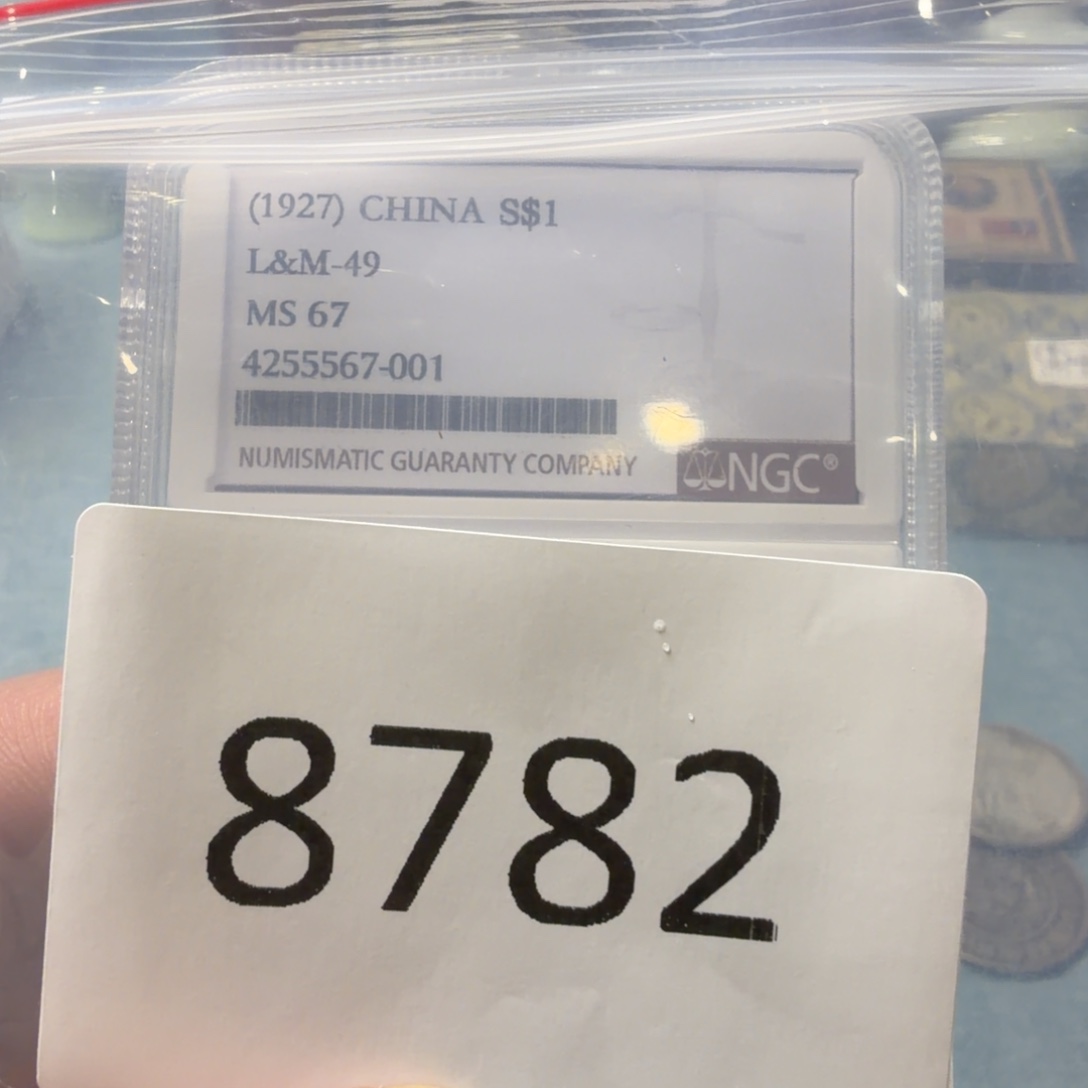 (1927) CHINA S$1
L&M-49
MS 67
4255567-001
NUMISMATIC GUARANTY COMPANY
NGC®
8782